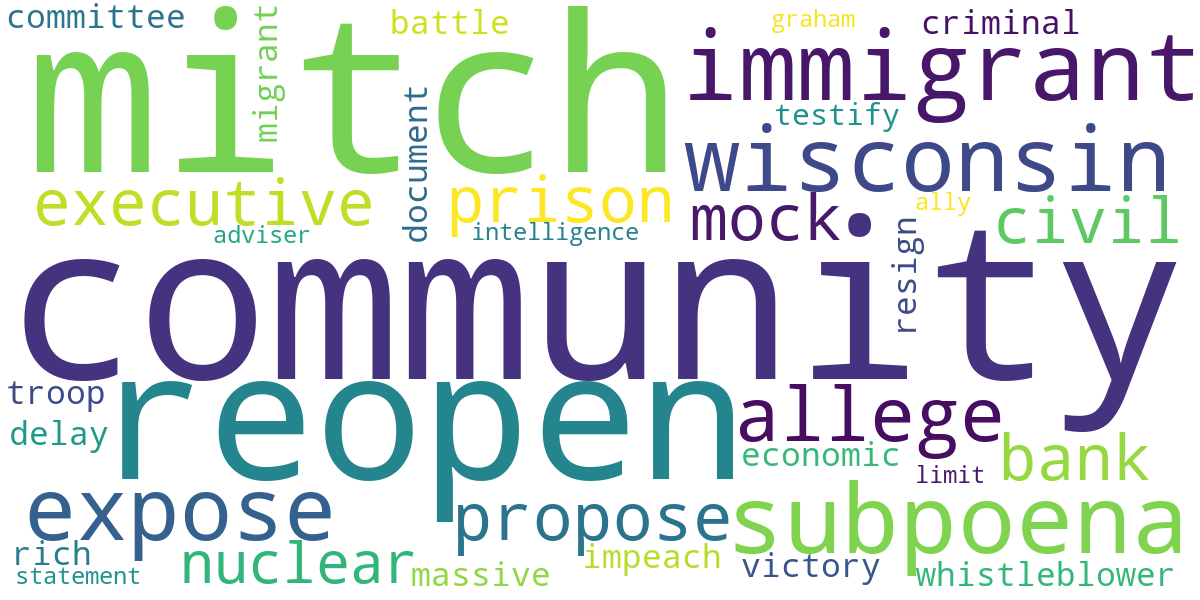 committee
battle
graham
criminal
mitch
migrant
immigrant
testify
document
wisconsin
executive
prison
mock
ally
civil
adviser
intelligence
resign
community
troop
reopen
allege
delay
economic
bank
limit
expose
propose
subpoena
rich
nuclear
impeach
victory
statement
massive
whistleblower